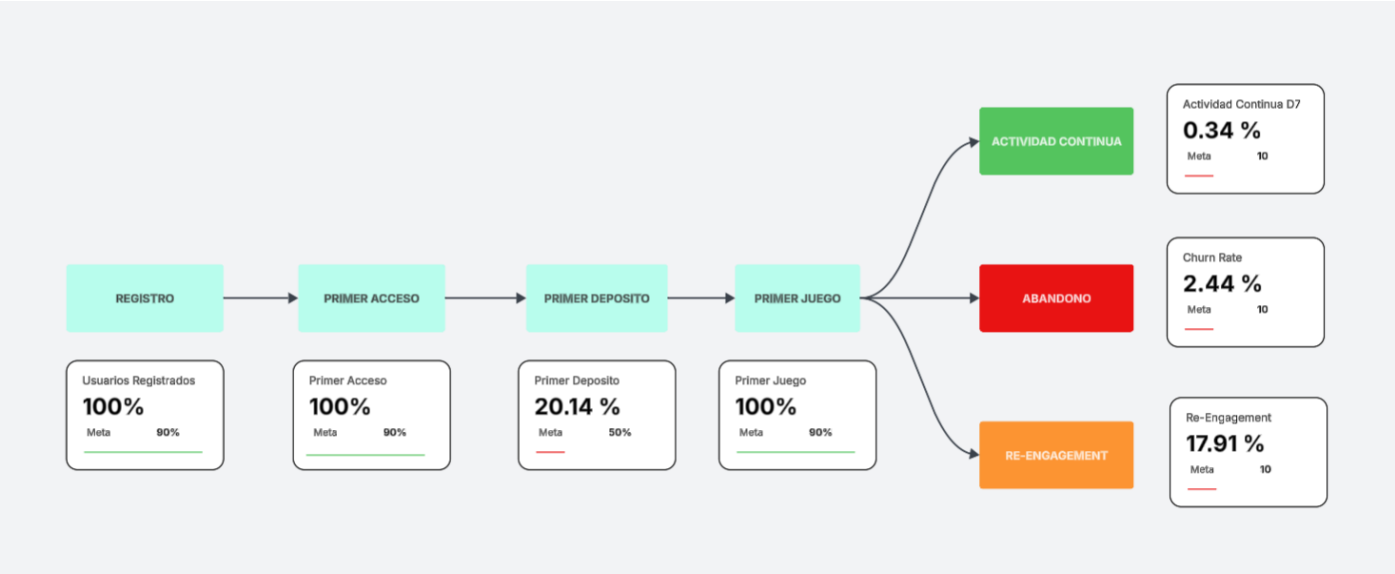 REGISTRO
PRIMER ACCESO
PRIMER DEPOSITO
PRIMER JUEGO
ACTIVIDAD CONTINUA
ABANDONO
RE-ENGAGEMENT
Usuarios Registrados
100%
Meta 90%
Primer Acceso
100%
Meta 90%
Primer Deposito
20.14 %
Meta 50%
Primer Juego
100%
Meta 90%
Actividad Continua D7
0.34 %
Meta 10
Churn Rate
2.44 %
Meta 10
Re-Engagement
17.91 %
Meta 10